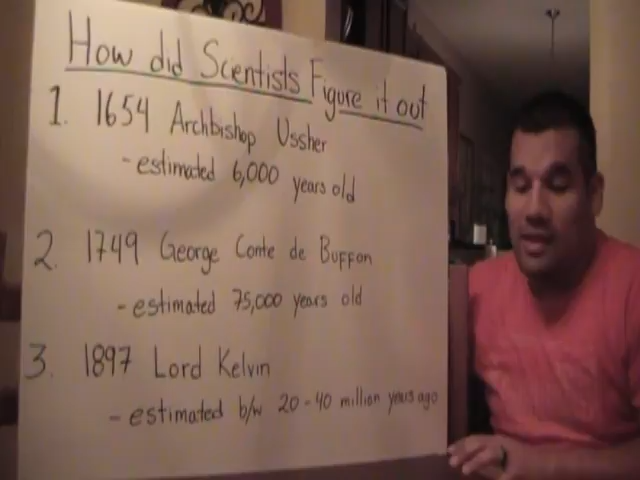 How did Scientists Figure it out
1. 1654 Archbishop Ussher
- estimated 6,000 years old
2. 1749 George Conte de Buffon
- estimated 75,000 years old
3. 1897 Lord Kelvin
- estimated b/w 20-40 million years ago